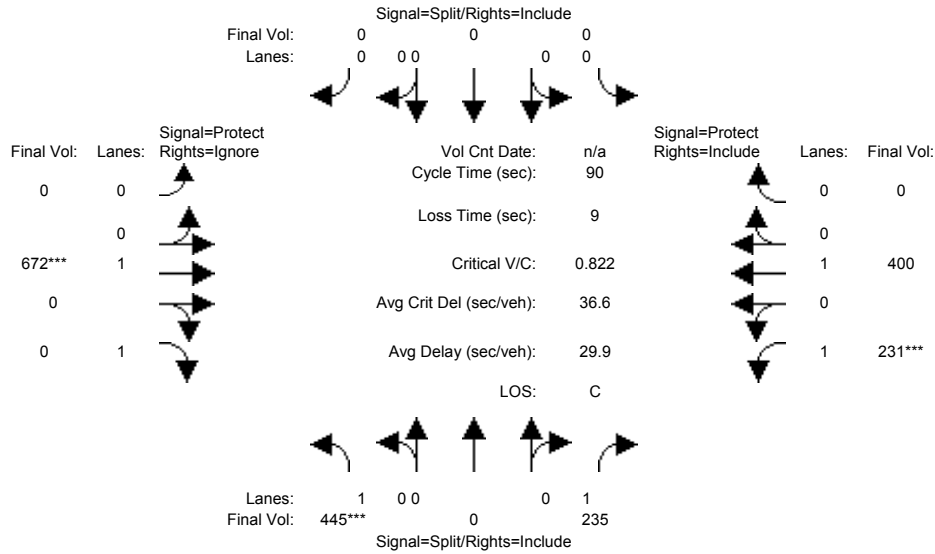 Signal=Split/Rights=Include
Final Vol: 0 0 0
Lanes: 0 0 0 0 0
Signal=Protect Signal=Protect
Final Vol: Lanes: Rights=Ignore Vol Cnt Date: n/a Rights=Include Lanes: Final Vol:
Cycle Time (sec): 90
0 0 0 0
Loss Time (sec): 9
0 0
672*** 1 Critical V/C: 0.822 1 400
0 Avg Crit Del (sec/veh): 36.6 0
0 1 Avg Delay (sec/veh): 29.9 1 231***
LOS: C
Lanes: 1 0 0 0 1
Final Vol: 445*** 0 235
Signal=Split/Rights=Include